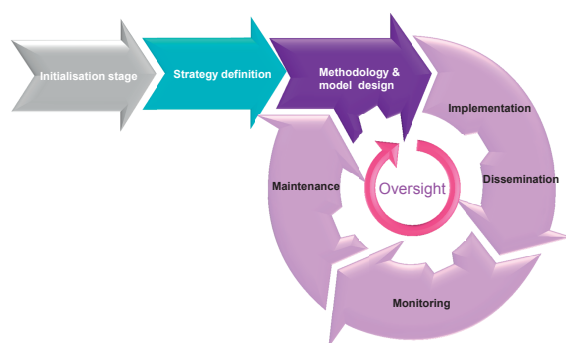 Initialisation stage
Strategy definition
Methodology &
model design
Implementation
Dissemination
Maintenance
Oversight
Monitoring